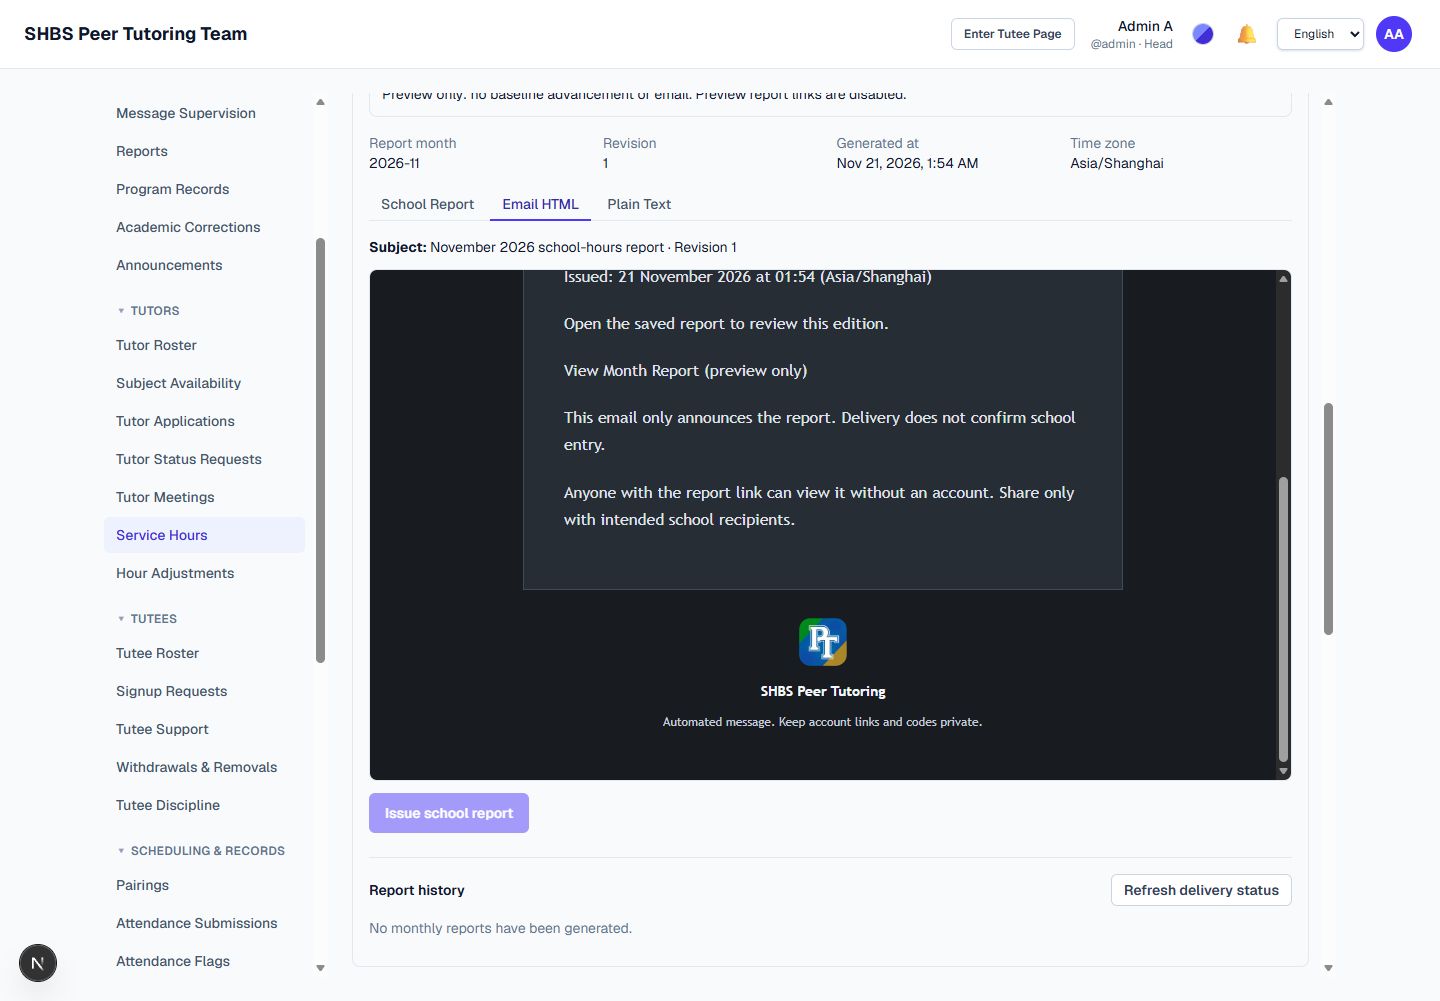 SHBS Peer Tutoring Team
Enter Tutee Page
Admin A
@admin · Head
English
AA
Message Supervision
Reports
Program Records
Academic Corrections
Announcements
TUTORS
Tutor Roster
Subject Availability
Tutor Applications
Tutor Status Requests
Tutor Meetings
Service Hours
Hour Adjustments
TUTEES
Tutee Roster
Signup Requests
Tutee Support
Withdrawals & Removals
Tutee Discipline
SCHEDULING & RECORDS
Pairings
Attendance Submissions
Attendance Flags
N
Preview only: no baseline advancement or email. Preview report links are disabled.
Report month
2026-11
Revision
1
Generated at
Nov 21, 2026, 1:54 AM
Time zone
Asia/Shanghai
School Report
Email HTML
Plain Text
Subject: November 2026 school-hours report · Revision 1
Issued: 21 November 2026 at 01:54 (Asia/Shanghai)
Open the saved report to review this edition.
View Month Report (preview only)
This email only announces the report. Delivery does not confirm school
entry.
Anyone with the report link can view it without an account. Share only
with intended school recipients.
PT
SHBS Peer Tutoring
Automated message. Keep account links and codes private.
Issue school report
Report history
Refresh delivery status
No monthly reports have been generated.